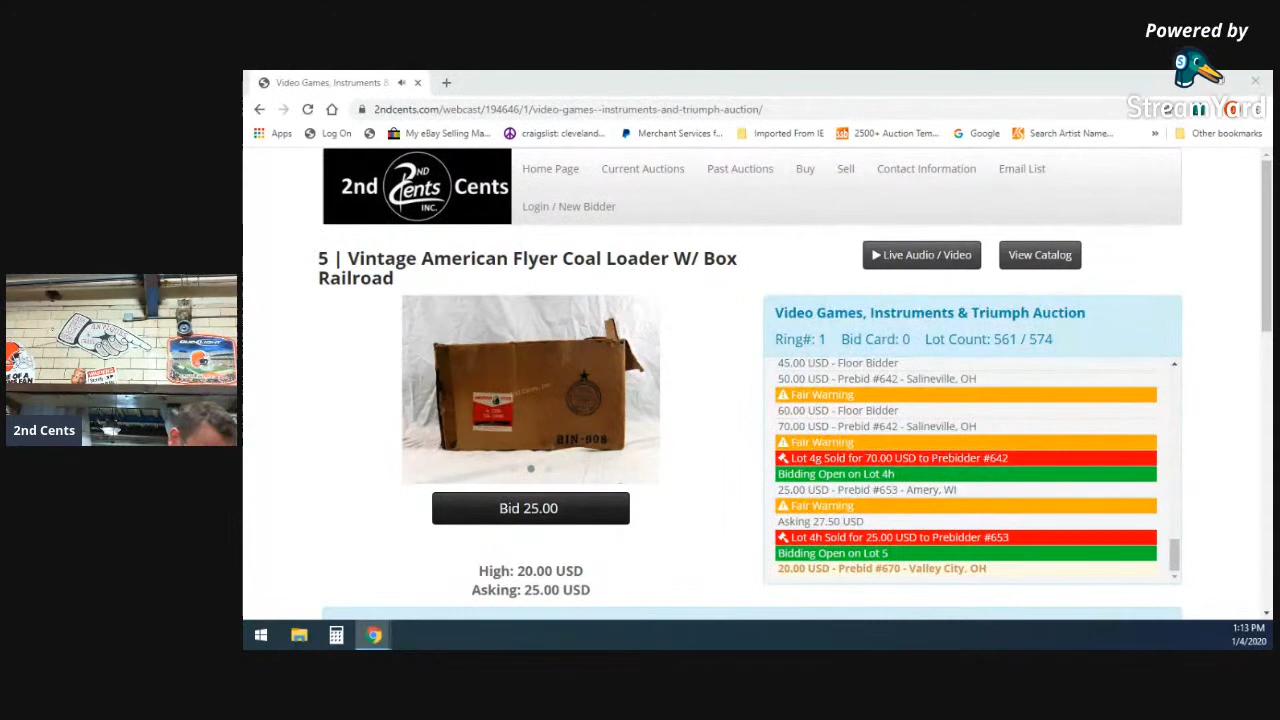 Powered by
StreamYard
Video Games, Instruments &
2ndcents.com/webcast/194646/1/video-games--instruments-and-triumph-auction/
Apps Log On My eBay Selling Ma... craigslist: cleveland... Merchant Services f... Imported From IE 2500+ Auction Tem... Google Search Artist Name... » Other bookmarks
2nd 2ND Cents INC. Cents
Home Page Current Auctions Past Auctions Buy Sell Contact Information Email List
Login / New Bidder
5 | Vintage American Flyer Coal Loader W/ Box
Railroad
Live Audio / Video View Catalog
BIN-908
Bid 25.00
High: 20.00 USD
Asking: 25.00 USD
Video Games, Instruments & Triumph Auction
Ring#: 1 Bid Card: 0 Lot Count: 561 / 574
45.00 USD - Floor Bidder
50.00 USD - Prebid #642 - Salineville, OH
Fair Warning
60.00 USD - Floor Bidder
70.00 USD - Prebid #642 - Salineville, OH
Fair Warning
Lot 4g Sold for 70.00 USD to Prebidder #642
Bidding Open on Lot 4h
25.00 USD - Prebid #653 - Amery, WI
Fair Warning
Asking 27.50 USD
Lot 4h Sold for 25.00 USD to Prebidder #653
Bidding Open on Lot 5
20.00 USD - Prebid #670 - Valley City, OH
BUD LIGHT
2nd Cents
1:13 PM
1/4/2020